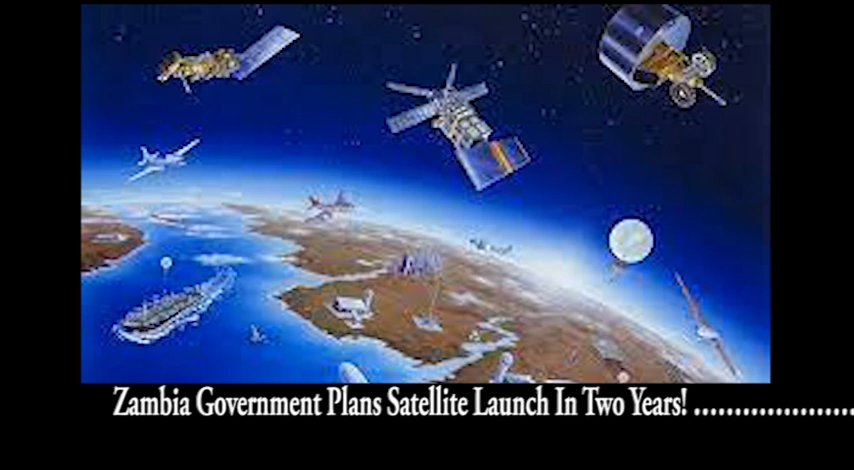 Zambia Government Plans Satellite Launch In Two Years! ....................